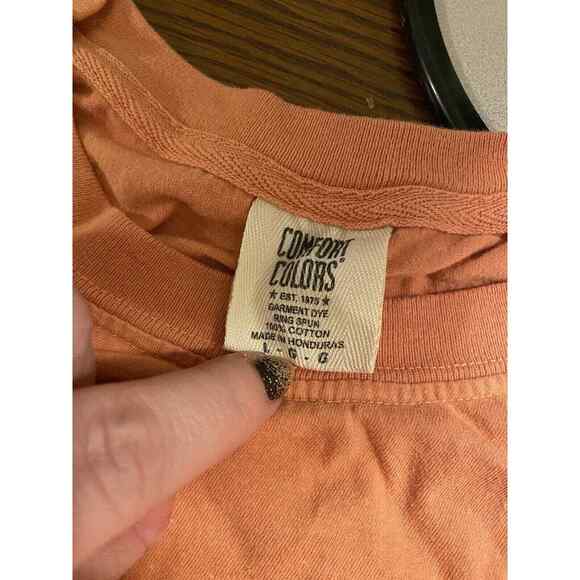 COMFORT
COLORS®
★ EST. 1975 ★
GARMENT DYE
RING SPUN
100% COTTON
MADE IN HONDURAS
L - G - G